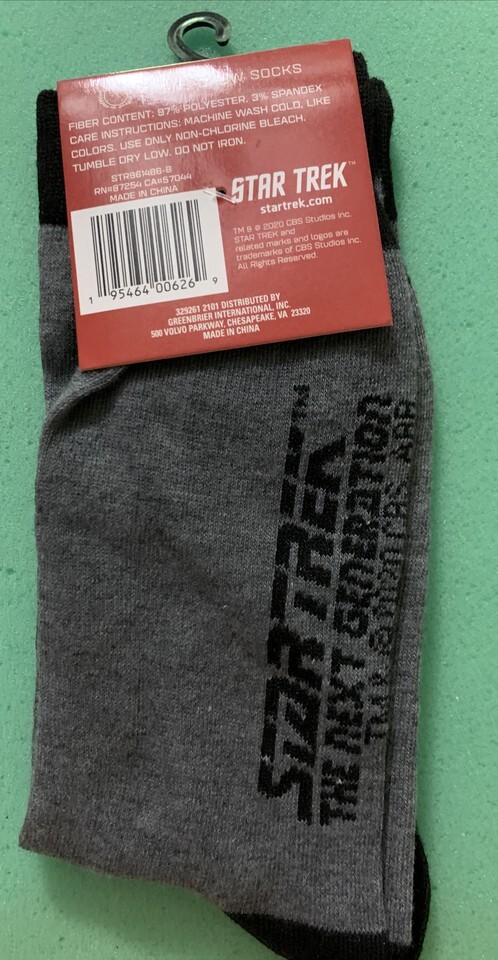 SOCKS
FIBER CONTENT: 97% POLYESTER, 3% SPANDEX
CARE INSTRUCTIONS: MACHINE WASH COLD, LIKE
COLORS. USE ONLY NON-CHLORINE BLEACH.
TUMBLE DRY LOW. DO NOT IRON.
STR96148B-B
RN#87254 CA#57044
MADE IN CHINA
1 95464 00626 9
STAR TREK™
startrek.com
TM & © 2020 CBS Studios Inc.
STAR TREK and
related marks and logos are
trademarks of CBS Studios Inc.
All Rights Reserved.
329261 2101 DISTRIBUTED BY
GREENBRIER INTERNATIONAL, INC.
500 VOLVO PARKWAY, CHESAPEAKE, VA 23320
MADE IN CHINA
STAR TREK™
THE NEXT GENERATION